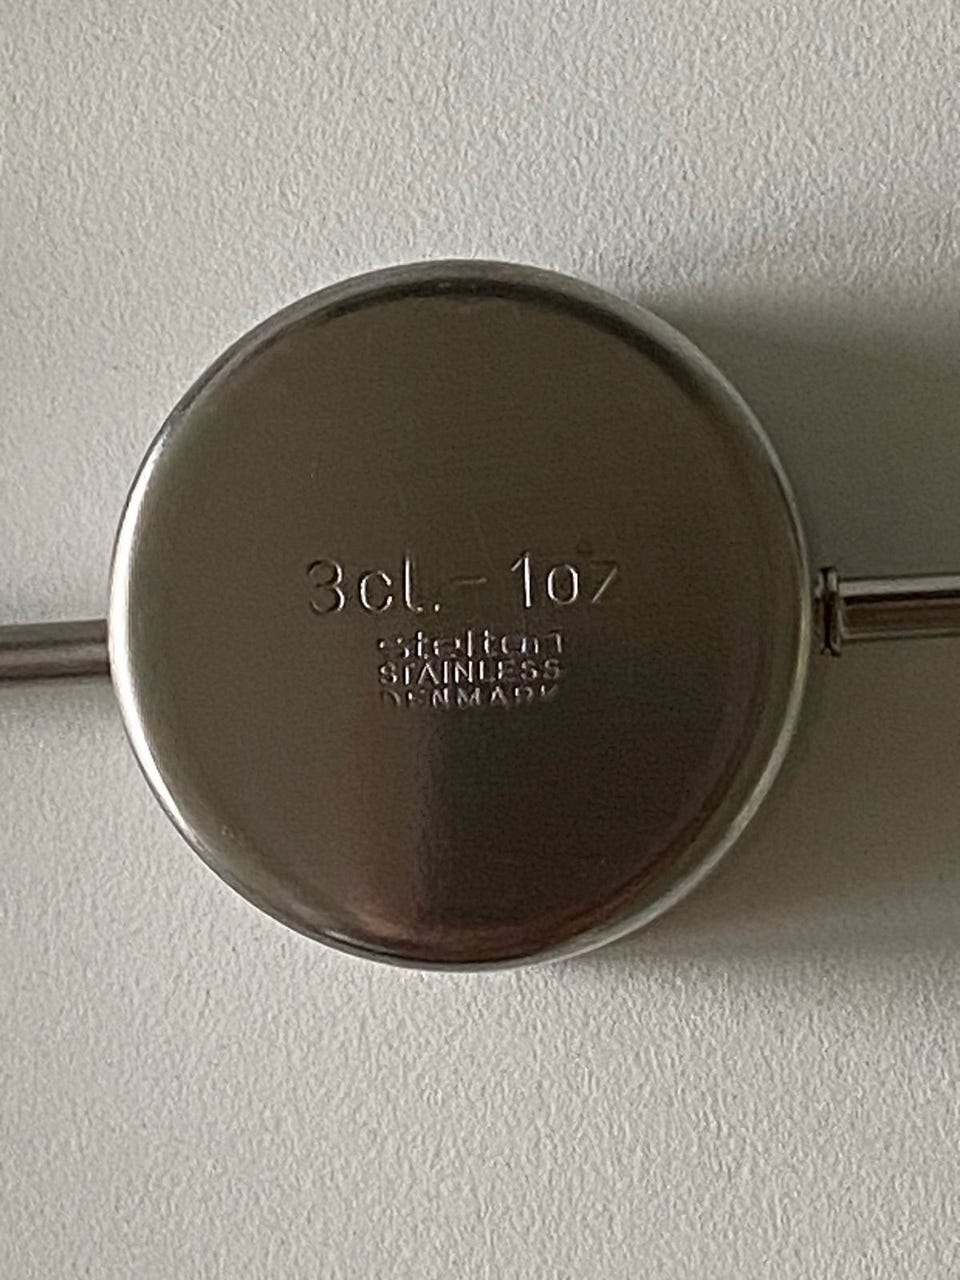 3cl. - 1oz
stelton
STAINLESS
DENMARK